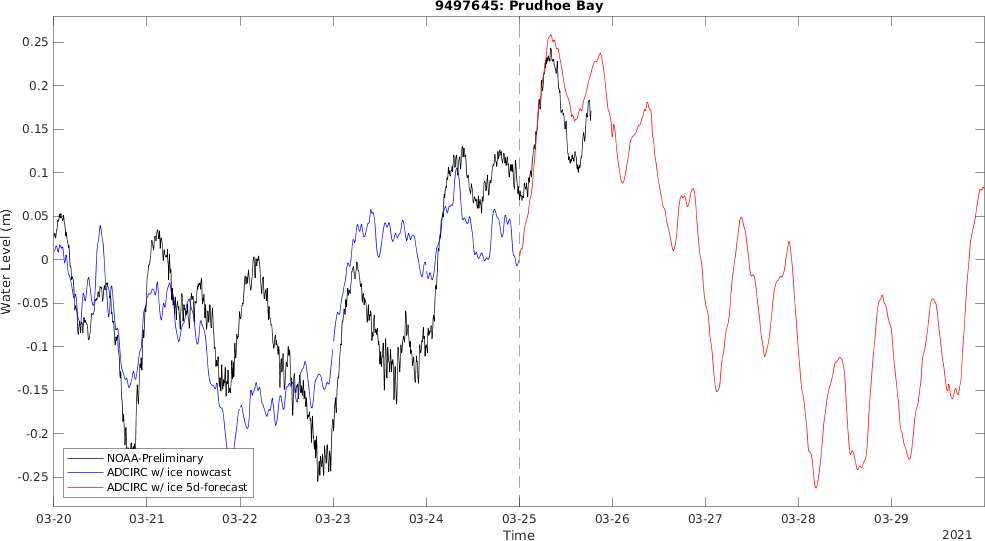 9497645: Prudhoe Bay
Water Level (m)
0.25
0.2
0.15
0.1
0.05
0
-0.05
-0.1
-0.15
-0.2
-0.25
NOAA-Preliminary
ADCIRC w/ ice nowcast
ADCIRC w/ ice 5d-forecast
03-20 03-21 03-22 03-23 03-24 03-25 03-26 03-27 03-28 03-29
Time
2021